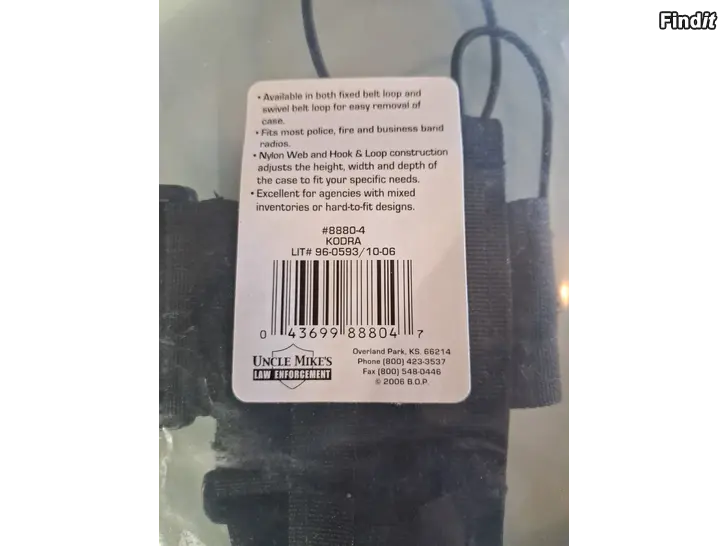 Findit
• Available in both fixed belt loop and
swivel belt loop for easy removal of
case.
• Fits most police, fire and business band
radios.
• Nylon Web and Hook & Loop construction
adjusts the height, width and depth of
the case to fit your specific needs.
• Excellent for agencies with mixed
inventories or hard-to-fit designs.
#8880-4
KODRA
LIT# 96-0593/10-06
0 43699 88804 7
UNCLE MIKE'S
LAW ENFORCEMENT
Overland Park, KS. 66214
Phone (800) 423-3537
Fax (800) 548-0446
© 2006 B.O.P.